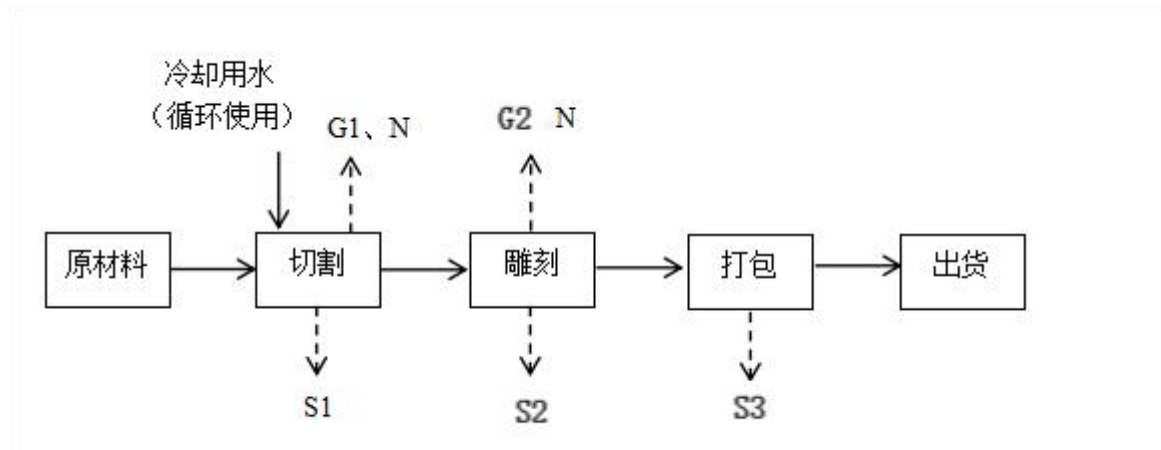 冷却用水
（循环使用）
G1、N
G2 N
原材料
切割
雕刻
打包
出货
S1
S2
S3